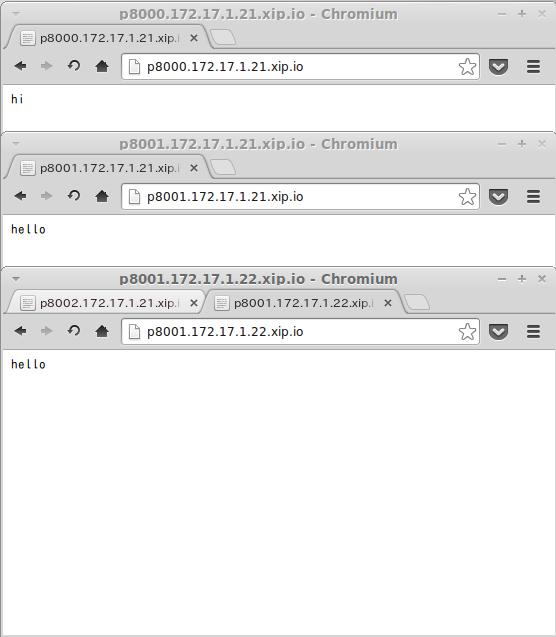 p8000.172.17.1.21.xip.io - Chromium
p8000.172.17.1.21.xip.i
p8000.172.17.1.21.xip.io
hi
p8001.172.17.1.21.xip.io - Chromium
p8001.172.17.1.21.xip.i
p8001.172.17.1.21.xip.io
hello
p8001.172.17.1.22.xip.io - Chromium
p8002.172.17.1.21.xip.i p8001.172.17.1.22.xip.i
p8001.172.17.1.22.xip.io
hello